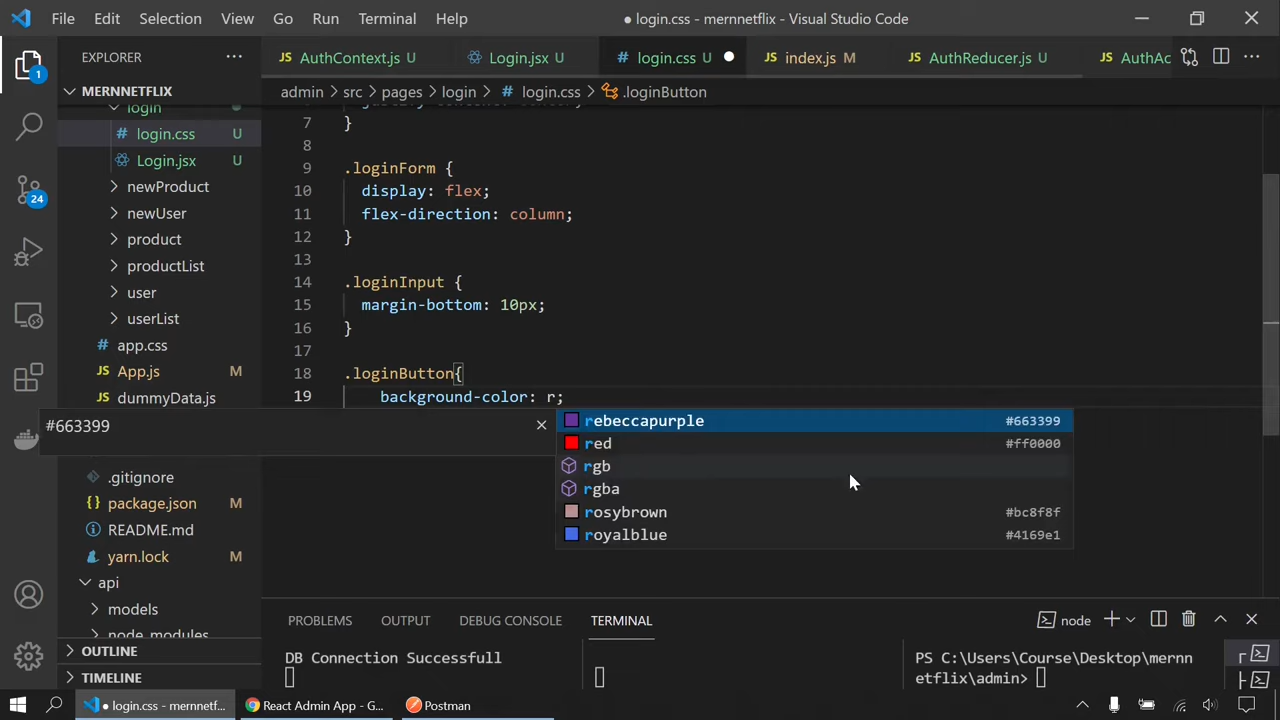 File Edit Selection View Go Run Terminal Help
● login.css - mernnetflix - Visual Studio Code
EXPLORER
JS AuthContext.js U
Login.jsx U
# login.css U
JS index.js M
JS AuthReducer.js U
JS AuthAc
MERNNETFLIX
admin > src > pages > login > # login.css > .loginButton
login
# login.css U
Login.jsx U
newProduct
newUser
product
productList
user
userList
app.css
JS App.js M
dummyData.js
.gitignore
package.json M
README.md
yarn.lock M
api
models
node_modules
OUTLINE
TIMELINE
1
24
7 }
8
9 .loginForm {
10 display: flex;
11 flex-direction: column;
12 }
13
14 .loginInput {
15 margin-bottom: 10px;
16 }
17
18 .loginButton{
19 background-color: r;
#663399
rebeccapurple #663399
red #ff0000
rgb
rgba
rosybrown #bc8f8f
royalblue #4169e1
PROBLEMS OUTPUT DEBUG CONSOLE TERMINAL
node
DB Connection Successfull
PS C:\Users\Course\Desktop\mernn
etflix\admin>
● login.css - mernnetf...
React Admin App - G...
Postman